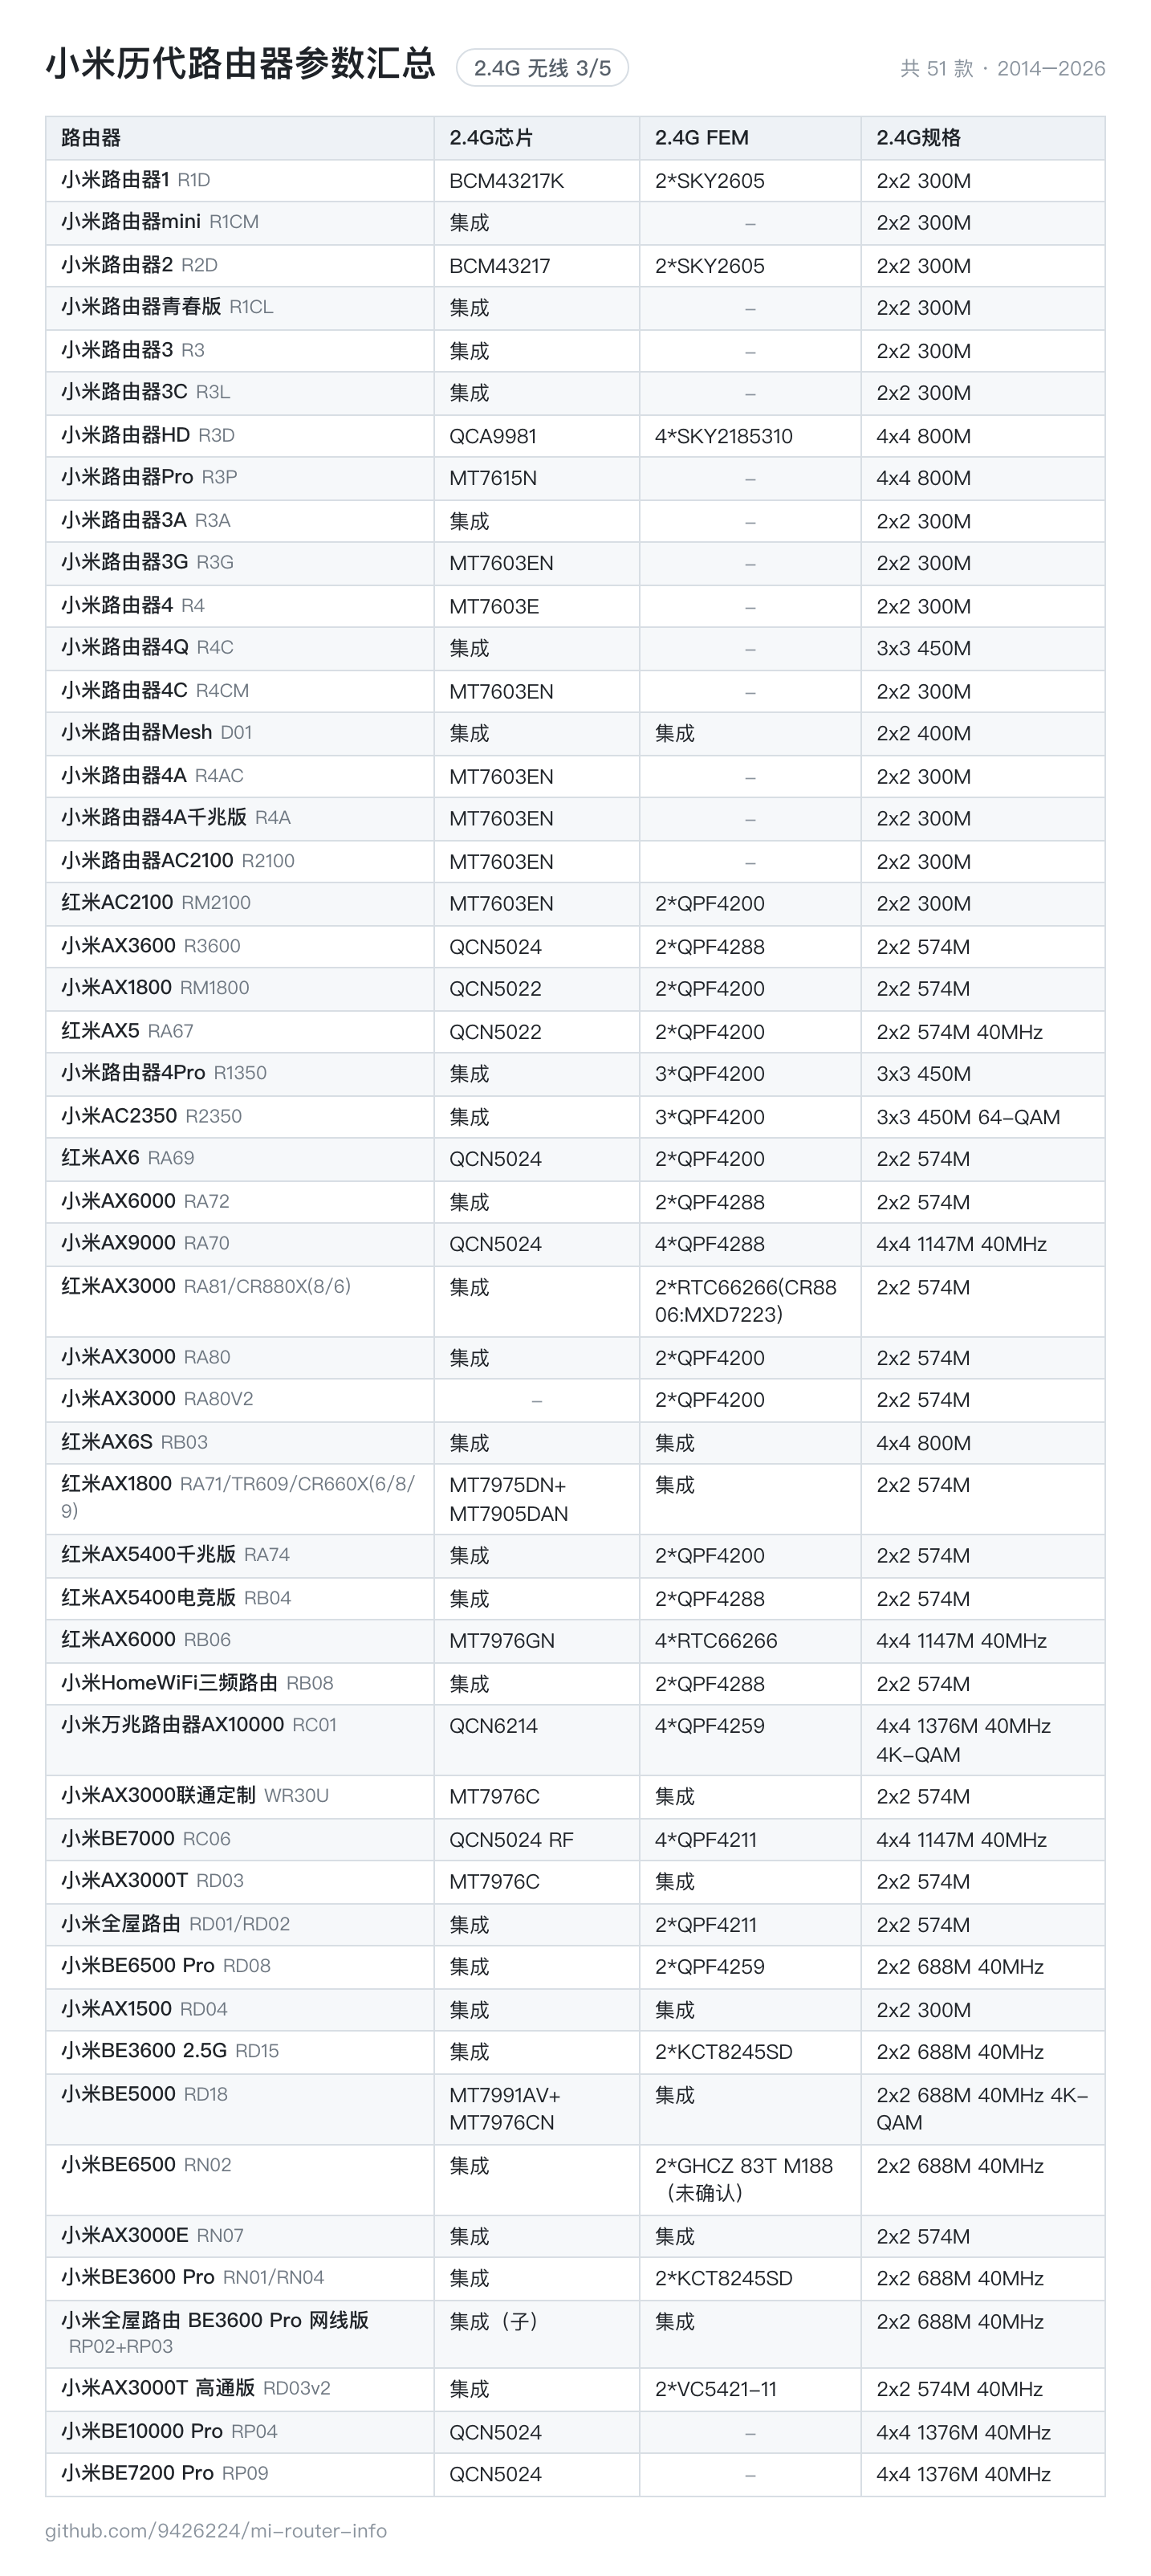 小米历代路由器参数汇总 2.4G 无线 3/5 共 51 款 · 2014—2026
路由器 2.4G芯片 2.4G FEM 2.4G规格
小米路由器1 R1D BCM43217K 2*SKY2605 2x2 300M
小米路由器mini R1CM 集成 – 2x2 300M
小米路由器2 R2D BCM43217 2*SKY2605 2x2 300M
小米路由器青春版 R1CL 集成 – 2x2 300M
小米路由器3 R3 集成 – 2x2 300M
小米路由器3C R3L 集成 – 2x2 300M
小米路由器HD R3D QCA9981 4*SKY2185310 4x4 800M
小米路由器Pro R3P MT7615N – 4x4 800M
小米路由器3A R3A 集成 – 2x2 300M
小米路由器3G R3G MT7603EN – 2x2 300M
小米路由器4 R4 MT7603E – 2x2 300M
小米路由器4Q R4C 集成 – 3x3 450M
小米路由器4C R4CM MT7603EN – 2x2 300M
小米路由器Mesh D01 集成 集成 2x2 400M
小米路由器4A R4AC MT7603EN – 2x2 300M
小米路由器4A千兆版 R4A MT7603EN – 2x2 300M
小米路由器AC2100 R2100 MT7603EN – 2x2 300M
红米AC2100 RM2100 MT7603EN 2*QPF4200 2x2 300M
小米AX3600 R3600 QCN5024 2*QPF4288 2x2 574M
小米AX1800 RM1800 QCN5022 2*QPF4200 2x2 574M
红米AX5 RA67 QCN5022 2*QPF4200 2x2 574M 40MHz
小米路由器4Pro R1350 集成 3*QPF4200 3x3 450M
小米AC2350 R2350 集成 3*QPF4200 3x3 450M 64-QAM
红米AX6 RA69 QCN5024 2*QPF4200 2x2 574M
小米AX6000 RA72 集成 2*QPF4288 2x2 574M
小米AX9000 RA70 QCN5024 4*QPF4288 4x4 1147M 40MHz
红米AX3000 RA81/CR880X(8/6) 集成 2*RTC66266(CR88 2x2 574M
06:MXD7223)
小米AX3000 RA80 集成 2*QPF4200 2x2 574M
小米AX3000 RA80V2 – 2*QPF4200 2x2 574M
红米AX6S RB03 集成 集成 4x4 800M
红米AX1800 RA71/TR609/CR660X(6/8/ MT7975DN+ 集成 2x2 574M
9) MT7905DAN
红米AX5400千兆版 RA74 集成 2*QPF4200 2x2 574M
红米AX5400电竞版 RB04 集成 2*QPF4288 2x2 574M
红米AX6000 RB06 MT7976GN 4*RTC66266 4x4 1147M 40MHz
小米HomeWiFi三频路由 RB08 集成 2*QPF4288 2x2 574M
小米万兆路由器AX10000 RC01 QCN6214 4*QPF4259 4x4 1376M 40MHz
4K-QAM
小米AX3000联通定制 WR30U MT7976C 集成 2x2 574M
小米BE7000 RC06 QCN5024 RF 4*QPF4211 4x4 1147M 40MHz
小米AX3000T RD03 MT7976C 集成 2x2 574M
小米全屋路由 RD01/RD02 集成 2*QPF4211 2x2 574M
小米BE6500 Pro RD08 集成 2*QPF4259 2x2 688M 40MHz
小米AX1500 RD04 集成 集成 2x2 300M
小米BE3600 2.5G RD15 集成 2*KCT8245SD 2x2 688M 40MHz
小米BE5000 RD18 MT7991AV+ 集成 2x2 688M 40MHz 4K-
MT7976CN QAM
小米BE6500 RN02 集成 2*GHCZ 83T M188 2x2 688M 40MHz
（未确认）
小米AX3000E RN07 集成 集成 2x2 574M
小米BE3600 Pro RN01/RN04 集成 2*KCT8245SD 2x2 688M 40MHz
小米全屋路由 BE3600 Pro 网线版 集成（子） 集成 2x2 688M 40MHz
RP02+RP03
小米AX3000T 高通版 RD03v2 集成 2*VC5421-11 2x2 574M 40MHz
小米BE10000 Pro RP04 QCN5024 – 4x4 1376M 40MHz
小米BE7200 Pro RP09 QCN5024 – 4x4 1376M 40MHz
github.com/9426224/mi-router-info